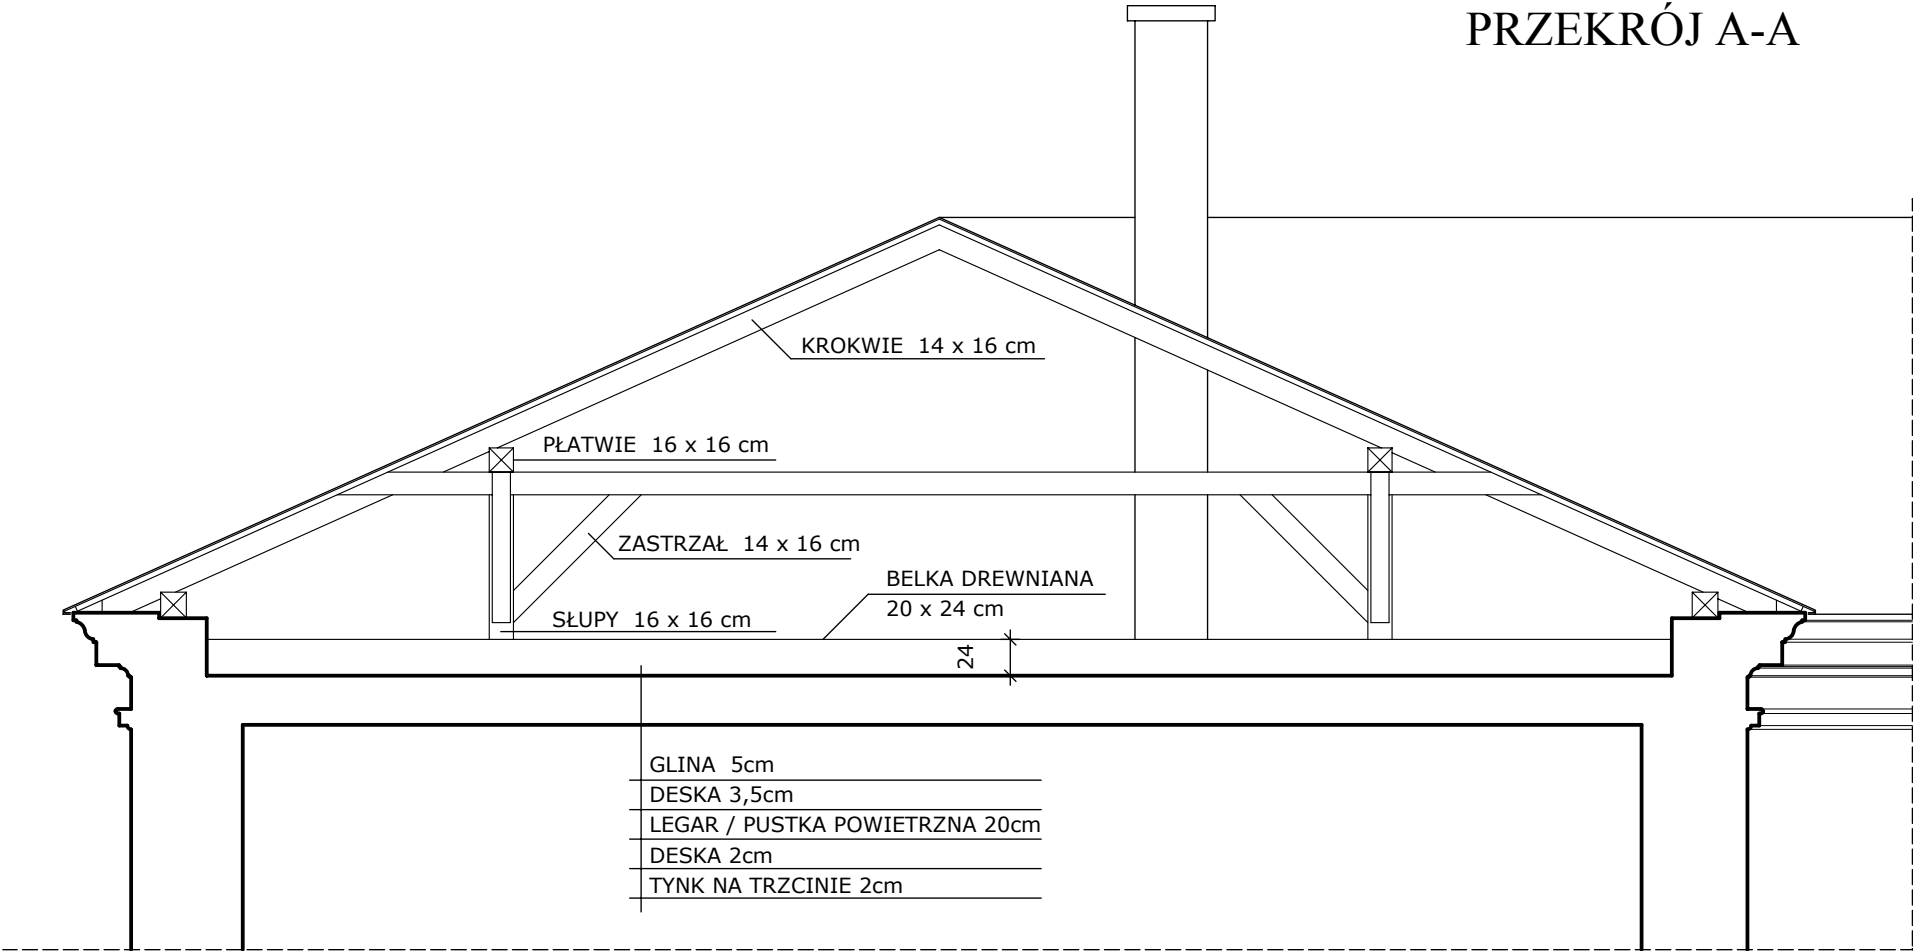 PRZEKRÓJ A-A
KROKWIE 14 x 16 cm
PŁATWIE 16 x 16 cm
ZASTRZAŁ 14 x 16 cm
BELKA DREWNIANA
20 x 24 cm
SŁUPY 16 x 16 cm
24
GLINA 5cm
DESKA 3,5cm
LEGAR / PUSTKA POWIETRZNA 20cm
DESKA 2cm
TYNK NA TRZCINIE 2cm